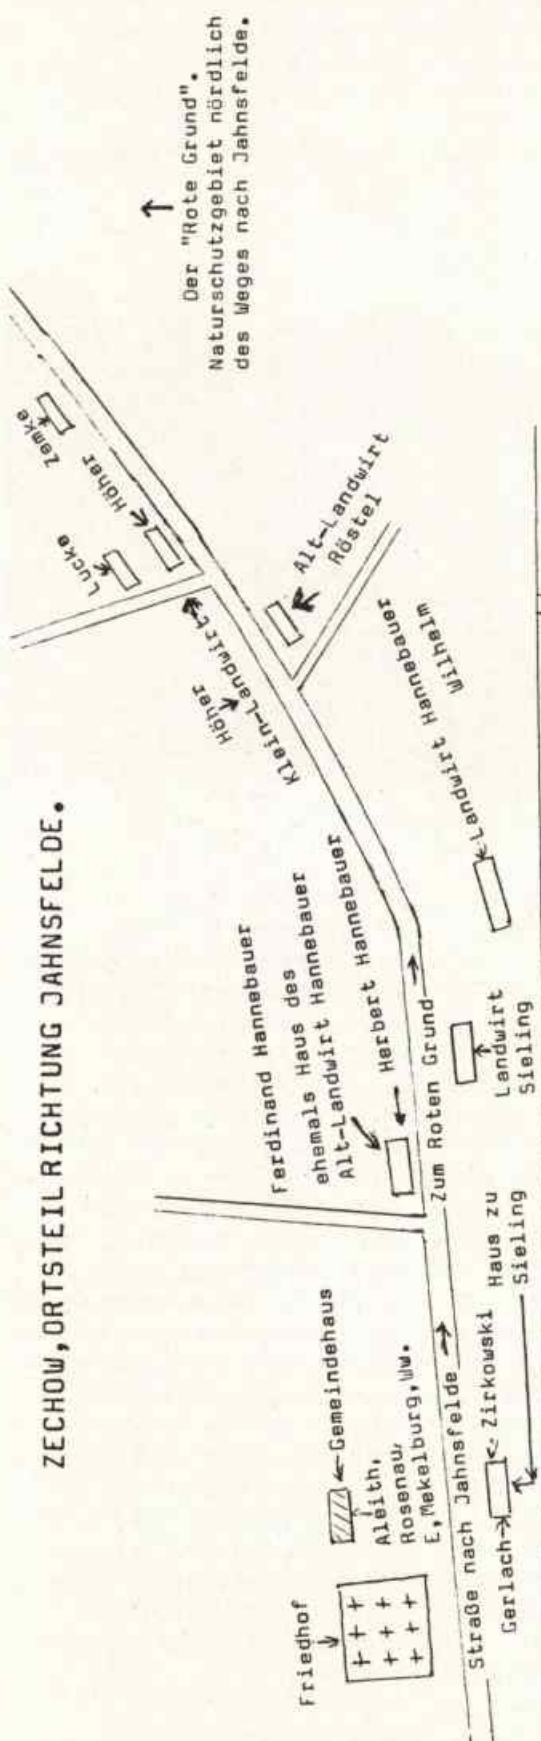 ZECHOW, ORTSTEIL RICHTUNG JAHNSFELDE.
Der "Rote Grund".
Naturschutzgebiet nördlich
des Weges nach Jahnsfelde.
Friedhof
Gemeindehaus
Aleith,
Rosenau,
E, Mekelburg, Ww.
Straße nach Jahnsfelde
Gerlach
Zirkowski
Haus zu
Sieling
Ferdinand Hannebauer
ehemals Haus des
Alt-Landwirt Hannebauer
Herbert Hannebauer
Zum Roten Grund
Landwirt
Sieling
Landwirt Hannebauer
Wilhelm
Höher
Klein-Landwirt
Alt-Landwirt
Röstel
Lucke
Höher
Zemke